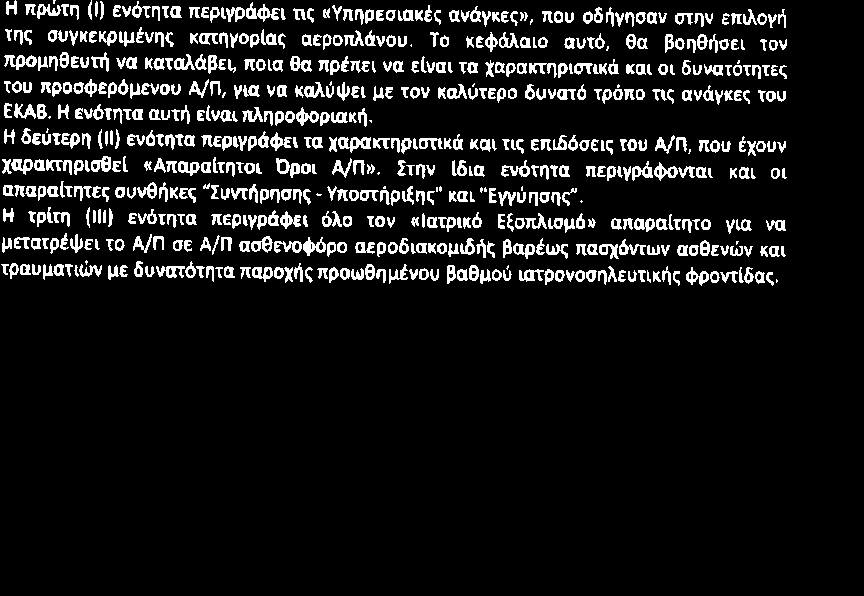 Η πρώτη (Ι) ενότητα περιγράφει τις «Υπηρεσιακές ανάγκες», που οδήγησαν στην επιλογή
της συγκεκριμένης κατηγορίας αεροπλάνου. Το κεφάλαιο αυτό, θα βοηθήσει τον
προμηθευτή να καταλάβει, ποια θα πρέπει να είναι τα χαρακτηριστικά και οι δυνατότητες
του προσφερόμενου Α/Π, για να καλύψει με τον καλύτερο δυνατό τρόπο τις ανάγκες του
ΕΚΑΒ. Η ενότητα αυτή είναι πληροφοριακή.
Η δεύτερη (ΙΙ) ενότητα περιγράφει τα χαρακτηριστικά και τις επιδόσεις του Α/Π, που έχουν
χαρακτηρισθεί «Απαραίτητοι Όροι Α/Π». Στην ίδια ενότητα περιγράφονται και οι
απαραίτητες συνθήκες "Συντήρησης - Υποστήριξης" και "Εγγύησης".
Η τρίτη (ΙΙΙ) ενότητα περιγράφει όλο τον «Ιατρικό Εξοπλισμό» απαραίτητο για να
μετατρέψει το Α/Π σε Α/Π ασθενοφόρο αεροδιακομιδής βαρέως πασχόντων ασθενών και
τραυματιών με δυνατότητα παροχής προωθημένου βαθμού ιατρονοσηλευτικής φροντίδας.